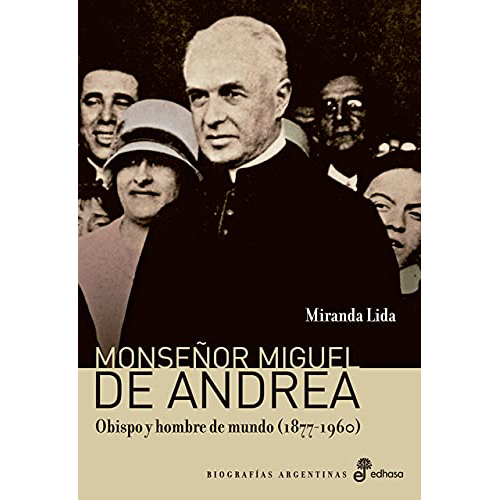 Miranda Lida
MONSEÑOR MIGUEL
DE ANDREA
Obispo y hombre de mundo (1877-1960)
BIOGRAFÍAS ARGENTINAS edhasa